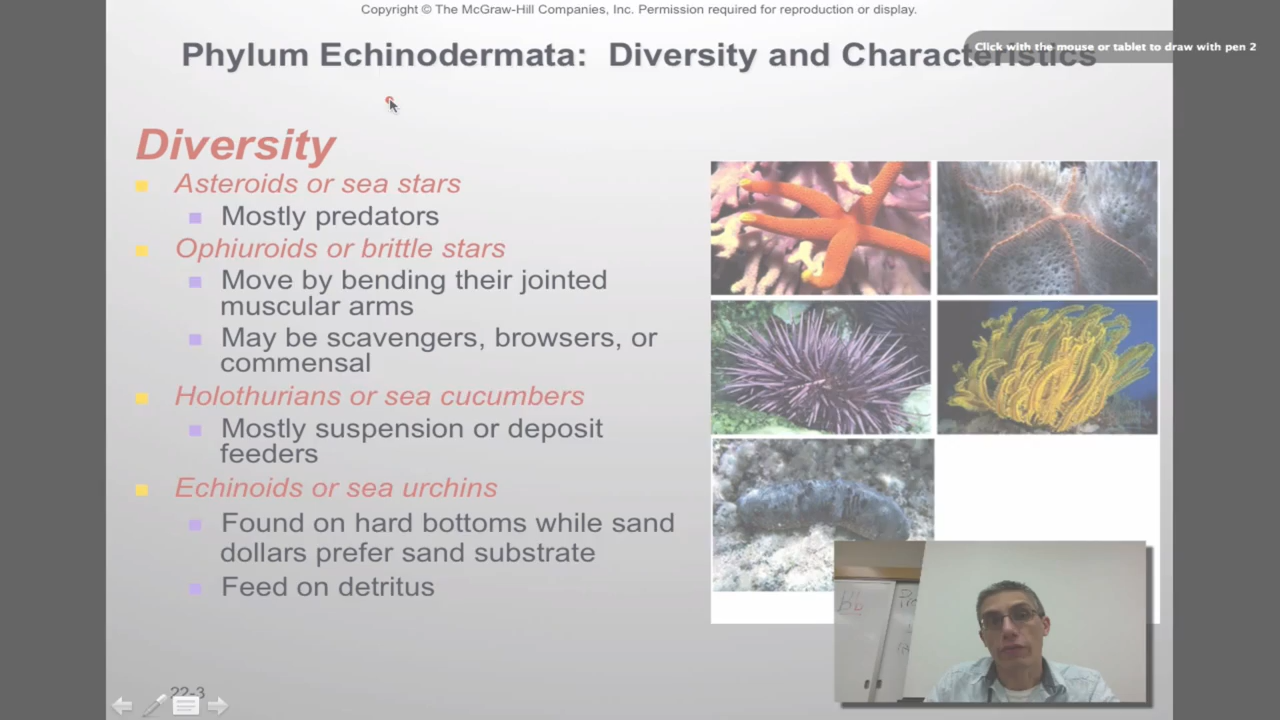 Copyright © The McGraw-Hill Companies, Inc. Permission required for reproduction or display.
Phylum Echinodermata: Diversity and Characteristics
Click with the mouse or tablet to draw with pen 2
Diversity
Asteroids or sea stars
Mostly predators
Ophiuroids or brittle stars
Move by bending their jointed
muscular arms
May be scavengers, browsers, or
commensal
Holothurians or sea cucumbers
Mostly suspension or deposit
feeders
Echinoids or sea urchins
Found on hard bottoms while sand
dollars prefer sand substrate
Feed on detritus
22-3